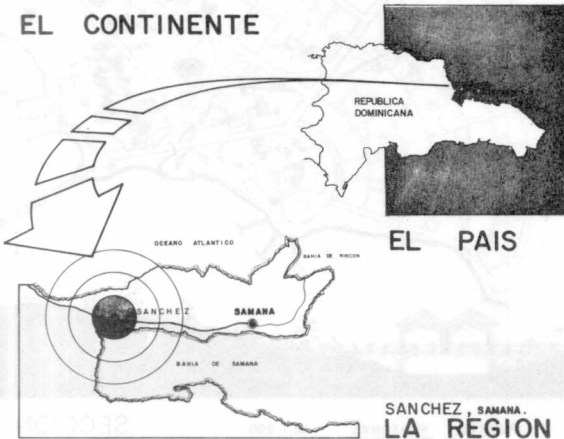 EL CONTINENTE
REPUBLICA
DOMINICANA
EL PAIS
OCEANO ATLANTICO
BAHIA DE RINCON
SANCHEZ
SAMANA
BAHIA DE SAMANA
SANCHEZ, SAMANA.
LA REGION